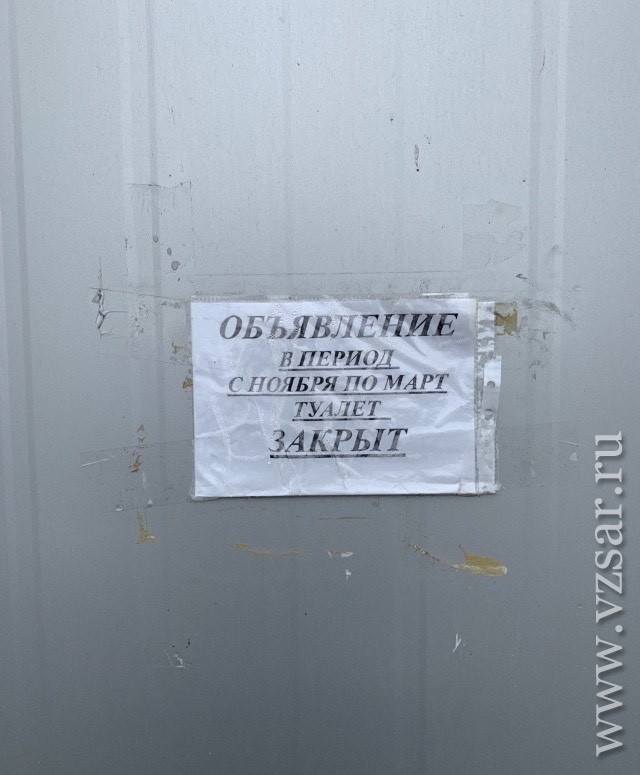 ОБЪЯВЛЕНИЕ
В ПЕРИОД
С НОЯБРЯ ПО МАРТ
ТУАЛЕТ
ЗАКРЫТ
www.vzsar.ru